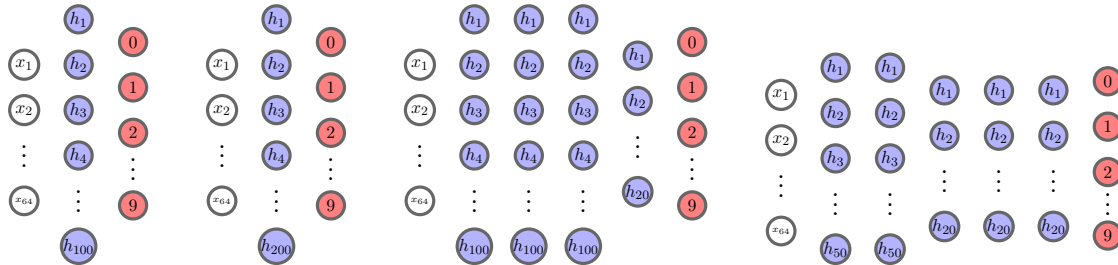 x₁
x₂
⋮
x₆₄
h₁
h₂
h₃
h₄
⋮
h₁₀₀
0
1
2
⋮
9
x₁
x₂
⋮
x₆₄
h₁
h₂
h₃
h₄
⋮
h₂₀₀
0
1
2
⋮
9
x₁
x₂
⋮
x₆₄
h₁
h₂
h₃
h₄
⋮
h₁₀₀
h₁
h₂
h₃
h₄
⋮
h₁₀₀
h₁
h₂
h₃
h₄
⋮
h₁₀₀
h₁
h₂
⋮
h₂₀
0
1
2
⋮
9
x₁
x₂
⋮
x₆₄
h₁
h₂
h₃
⋮
h₅₀
h₁
h₂
h₃
⋮
h₅₀
h₁
h₂
⋮
h₂₀
h₁
h₂
⋮
h₂₀
h₁
h₂
⋮
h₂₀
0
1
2
⋮
9